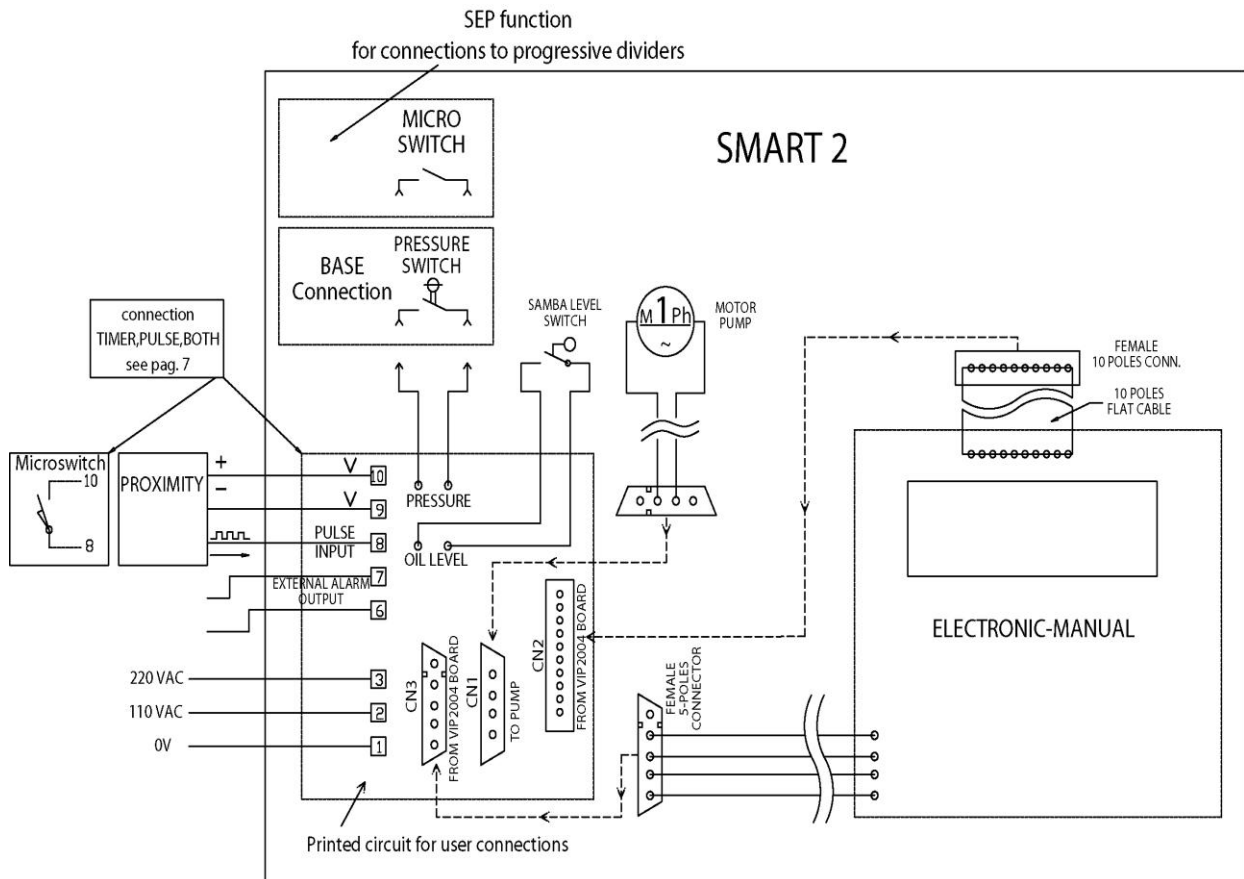 SEP function
for connections to progressive dividers
SMART 2
MICRO
SWITCH
BASE
Connection
PRESSURE
SWITCH
SAMBA LEVEL
SWITCH
M 1 Ph
~
MOTOR
PUMP
FEMALE
10 POLES CONN.
10 POLES
FLAT CABLE
connection
TIMER,PULSE,BOTH
see pag. 7
Microswitch
10
8
PROXIMITY
+
–
V
V
10
9
8
7
6
3
2
1
PULSE
INPUT
EXTERNAL ALARM
OUTPUT
220 VAC
110 VAC
0V
PRESSURE
OIL LEVEL
CN3
FROM VIP2004 BOARD
CN1
TO PUMP
CN2
FROM VIP2004 BOARD
FEMALE
5-POLES
CONNECTOR
ELECTRONIC-MANUAL
Printed circuit for user connections